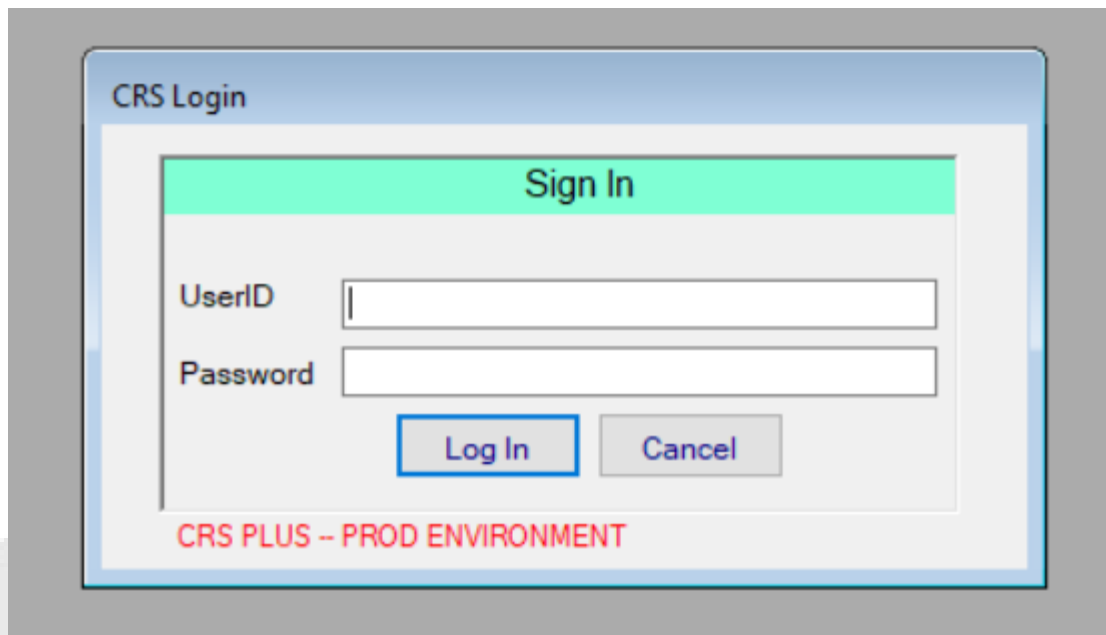 CRS Login
Sign In
UserID
Password
Log In Cancel
CRS PLUS -- PROD ENVIRONMENT